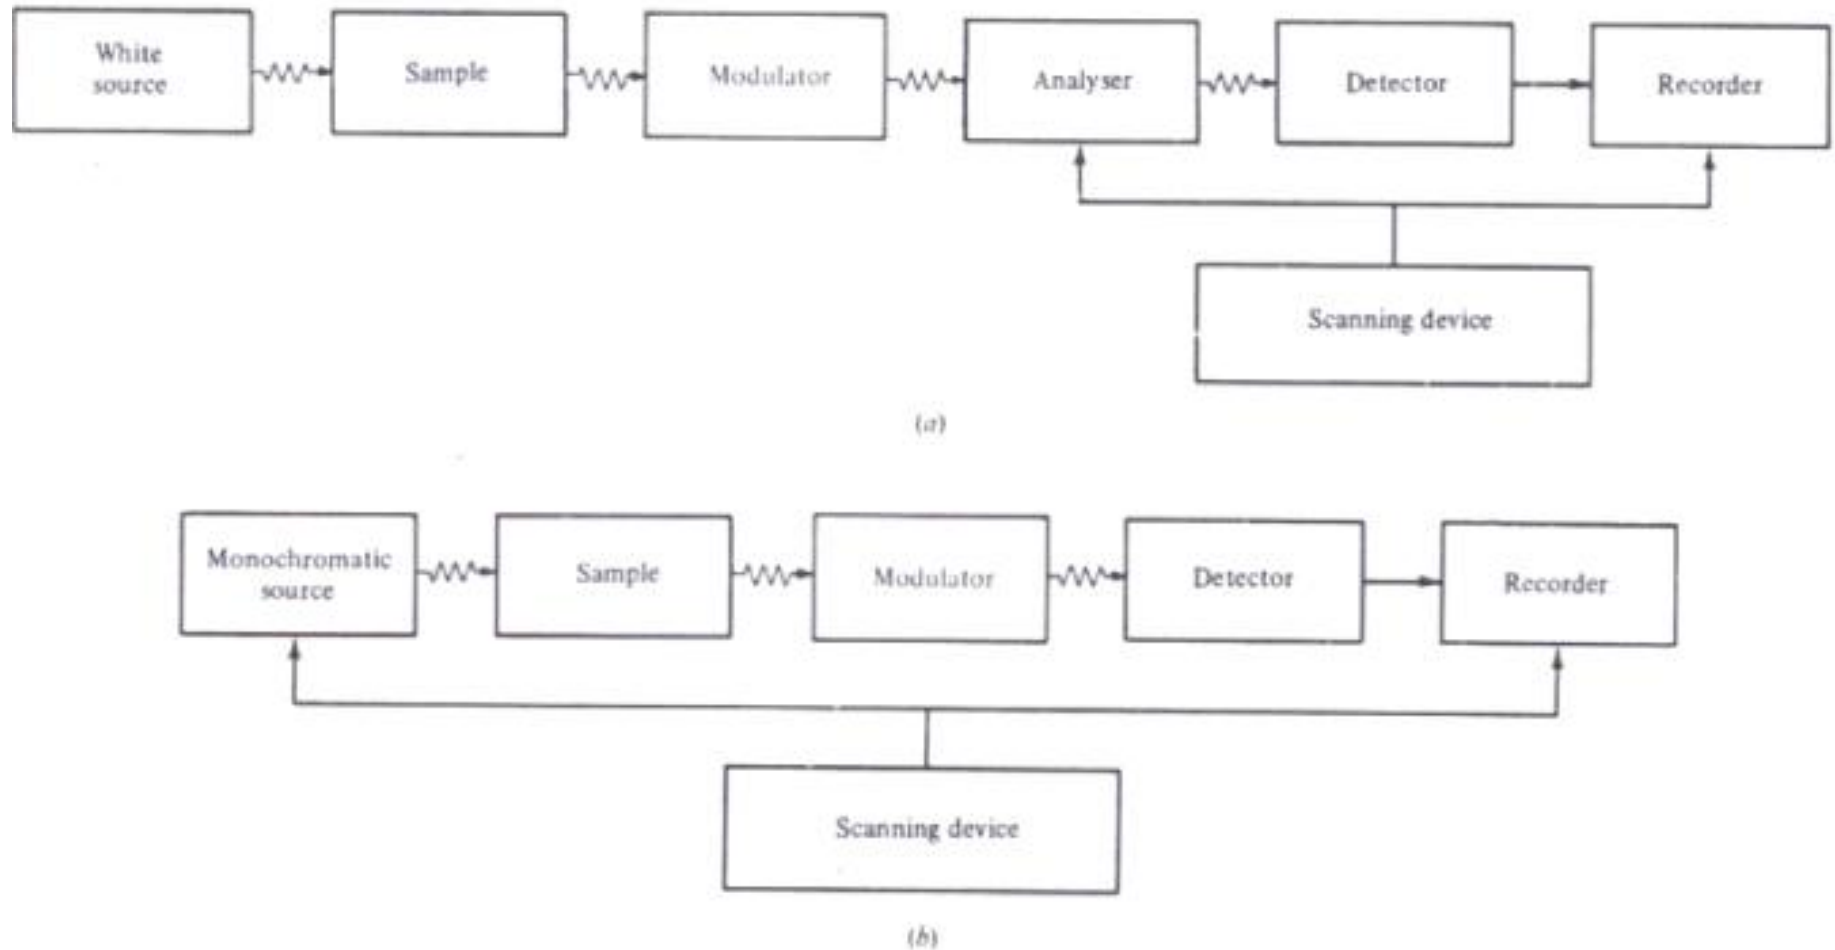 White
source
Sample
Modulator
Analyser
Detector
Recorder
Scanning device
(a)
Monochromatic
source
Sample
Modulator
Detector
Recorder
Scanning device
(b)